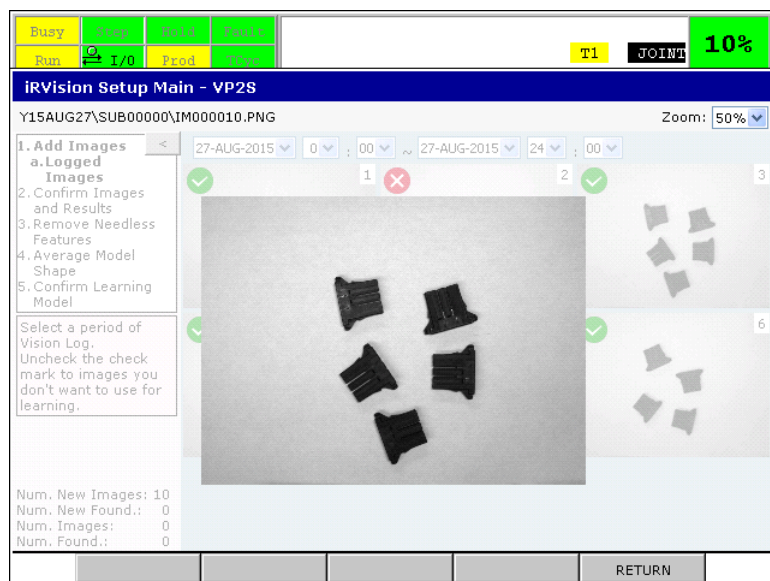 Busy Step Hold Fault
Run I/O Prod TCyc
T1 JOINT 10%
iRVision Setup Main - VP2S
Y15AUG27\SUB00000\IM000010.PNG Zoom: 50%
1. Add Images <
a. Logged
Images
2. Confirm Images
and Results
3. Remove Needless
Features
4. Average Model
Shape
5. Confirm Learning
Model
27-AUG-2015 0 : 00 ~ 27-AUG-2015 24 : 00
1 2 3
6
Select a period of
Vision Log.
Uncheck the check
mark to images you
don't want to use for
learning.
Num. New Images: 10
Num. New Found.: 0
Num. Images: 0
Num. Found.: 0
RETURN